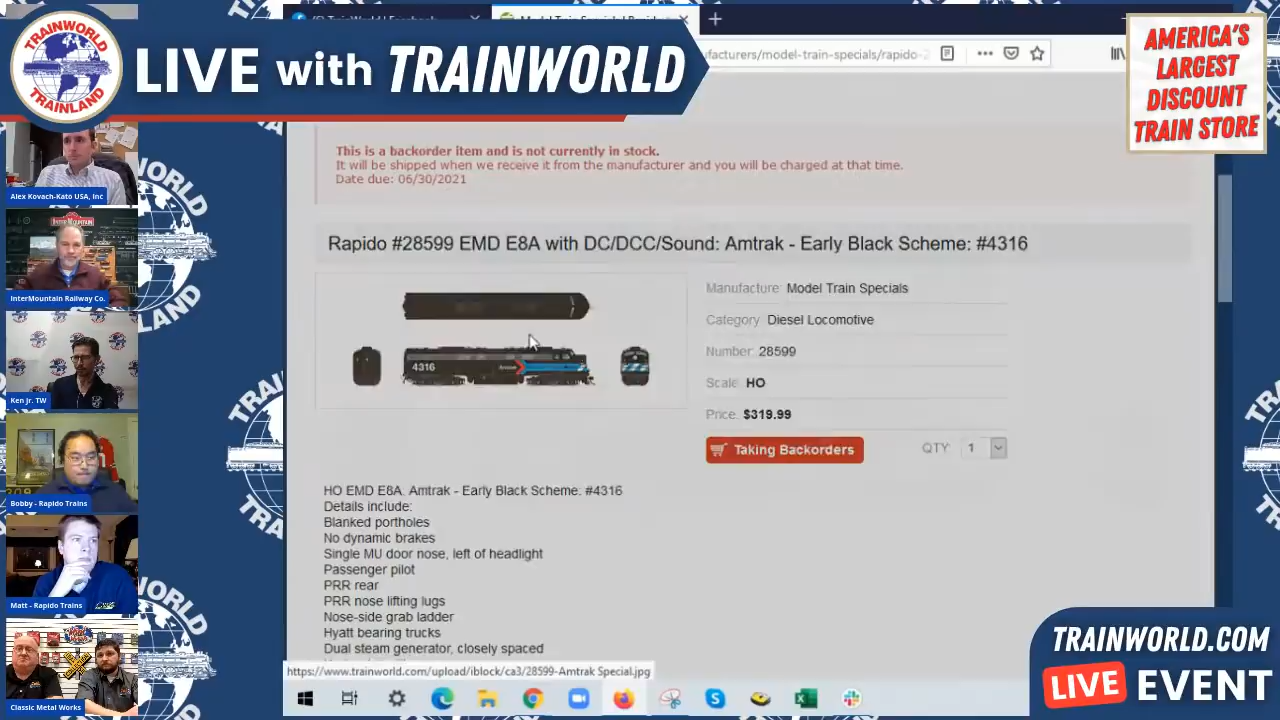 TRAINWORLD
TRAINLAND
LIVE with TRAINWORLD
AMERICA'S
LARGEST
DISCOUNT
TRAIN STORE
This is a backorder item and is not currently in stock.
It will be shipped when we receive it from the manufacturer and you will be charged at that time.
Date due: 06/30/2021
Rapido #28599 EMD E8A with DC/DCC/Sound: Amtrak - Early Black Scheme: #4316
Manufacture: Model Train Specials
Category: Diesel Locomotive
Number: 28599
Scale: HO
Price: $319.99
Taking Backorders
QTY: 1
4316
HO EMD E8A. Amtrak - Early Black Scheme. #4316
Details include:
Blanked portholes
No dynamic brakes
Single MU door nose, left of headlight
Passenger pilot
PRR rear
PRR nose lifting lugs
Nose-side grab ladder
Hyatt bearing trucks
Dual steam generator, closely spaced
https://www.trainworld.com/upload/iblock/ca3/28599-Amtrak Special.jpg
Alex Kovach-Kato USA, Inc
InterMountain Railway Co.
Ken Jr. TW
Bobby - Rapido Trains
Matt - Rapido Trains
Classic Metal Works
TRAINWORLD.COM
LIVE EVENT